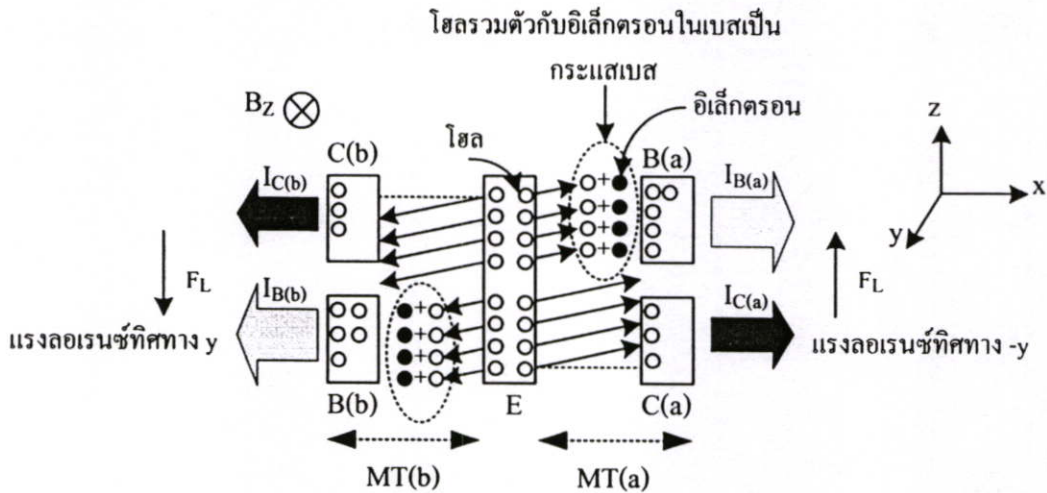 โฮลรวมตัวกับอิเล็กตรอนในเบสเป็น
กระแสเบส
B_Z
อิเล็กตรอน
โฮล
z
C(b)
B(a)
I_C(b)
I_B(a)
x
y
F_L
I_B(b)
F_L
I_C(a)
แรงลอเรนซ์ทิศทาง y
แรงลอเรนซ์ทิศทาง -y
B(b)
E
C(a)
MT(b)
MT(a)